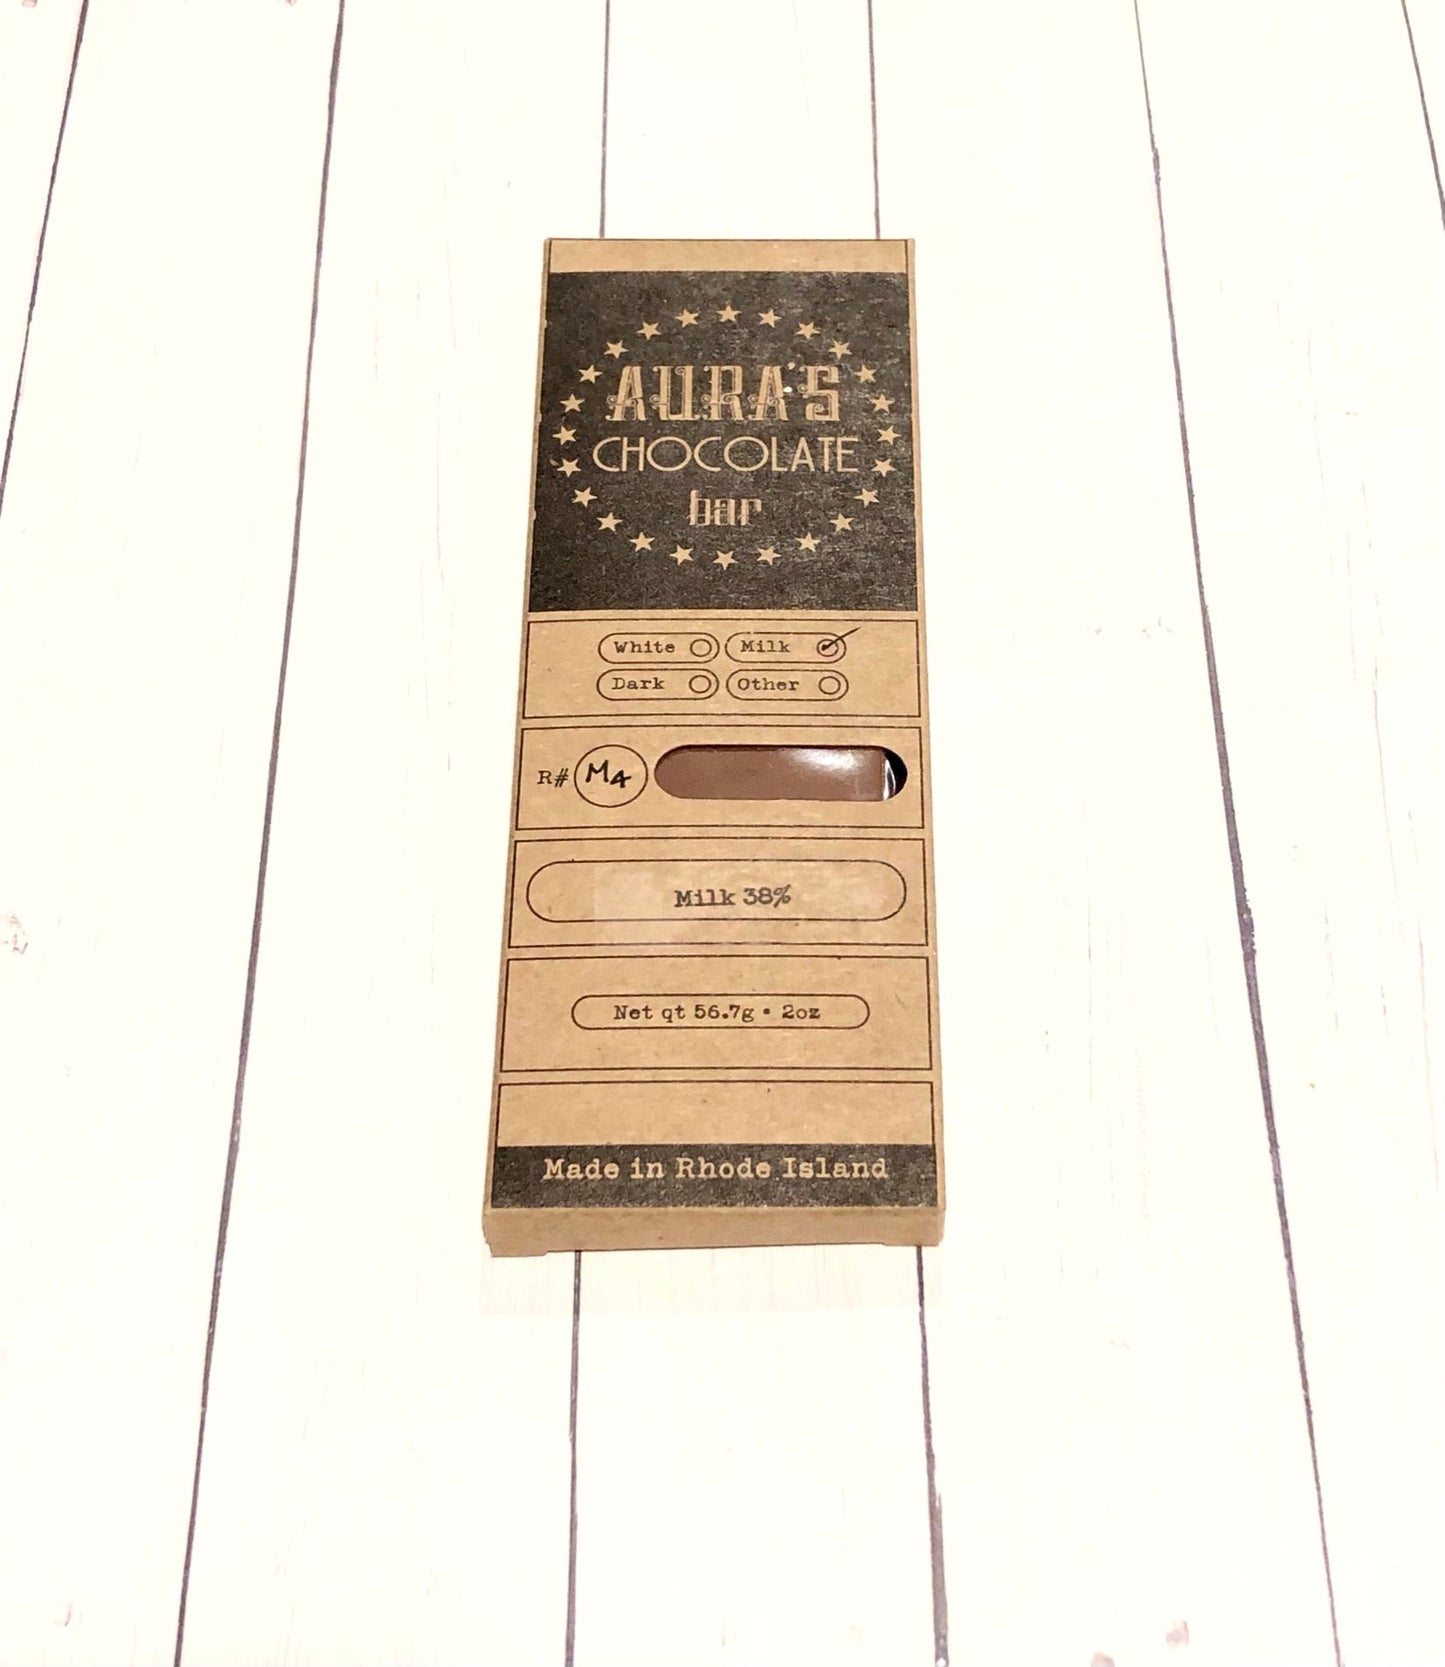 AURA'S
CHOCOLATE
bar
White Milk
Dark Other
R# M4
Milk 38%
Net qt 56.7g • 2oz
Made in Rhode Island